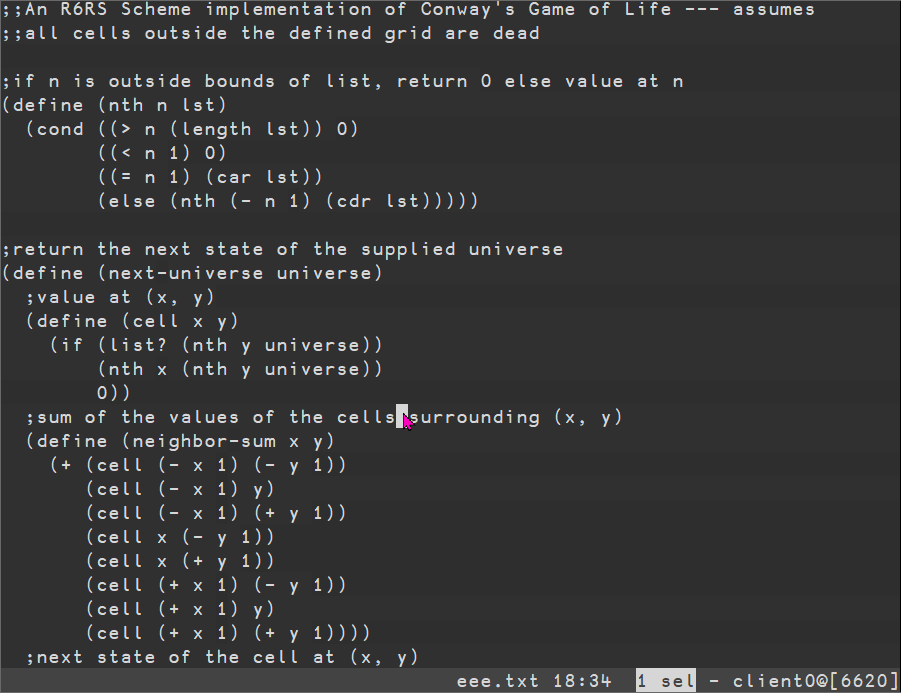 ;;An R6RS Scheme implementation of Conway's Game of Life --- assumes
;;all cells outside the defined grid are dead

;if n is outside bounds of list, return 0 else value at n
(define (nth n lst)
  (cond ((> n (length lst)) 0)
        ((< n 1) 0)
        ((= n 1) (car lst))
        (else (nth (- n 1) (cdr lst)))))

;return the next state of the supplied universe
(define (next-universe universe)
  ;value at (x, y)
  (define (cell x y)
    (if (list? (nth y universe))
        (nth x (nth y universe))
        0))
  ;sum of the values of the cells surrounding (x, y)
  (define (neighbor-sum x y)
    (+ (cell (- x 1) (- y 1))
       (cell (- x 1) y)
       (cell (- x 1) (+ y 1))
       (cell x (- y 1))
       (cell x (+ y 1))
       (cell (+ x 1) (- y 1))
       (cell (+ x 1) y)
       (cell (+ x 1) (+ y 1))))
  ;next state of the cell at (x, y)
eee.txt 18:34  1 sel - client0@[6620]